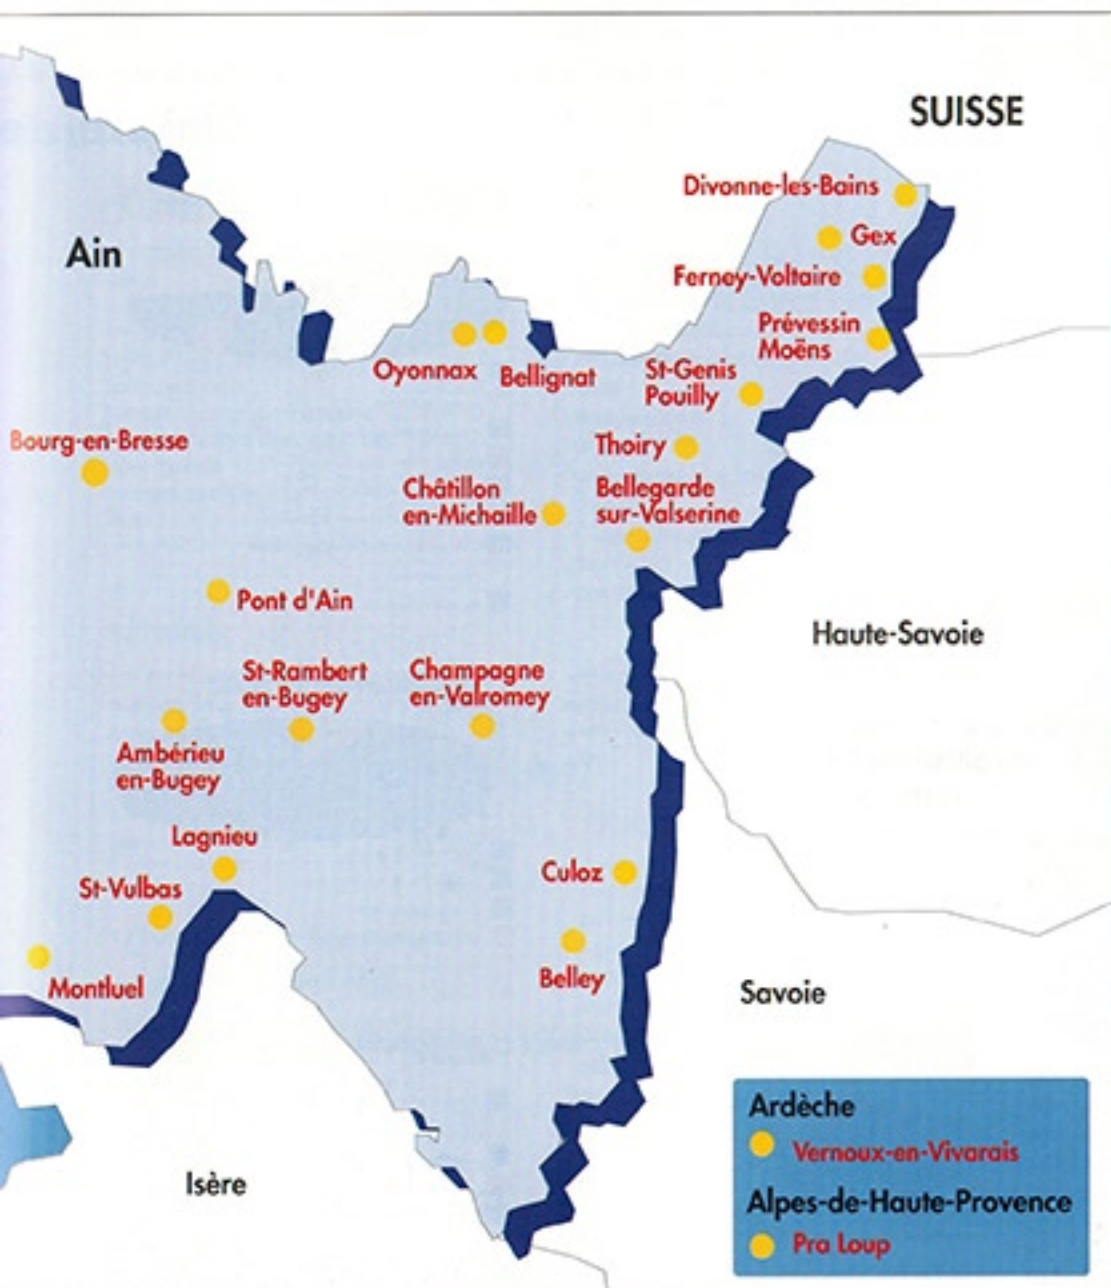 SUISSE
Divonne-les-Bains
Ain
Gex
Ferney-Voltaire
Prévessin
Moëns
Oyonnax
Bellignat
St-Genis
Pouilly
Bourg-en-Bresse
Thoiry
Châtillon
en-Michaille
Bellegarde
sur-Valserine
Pont d'Ain
Haute-Savoie
St-Rambert
en-Bugey
Champagne
en-Valromey
Ambérieu
en-Bugey
Lagnieu
Culoz
St-Vulbas
Belley
Montluel
Savoie
Isère
Ardèche
Vernoux-en-Vivarais
Alpes-de-Haute-Provence
Pra Loup